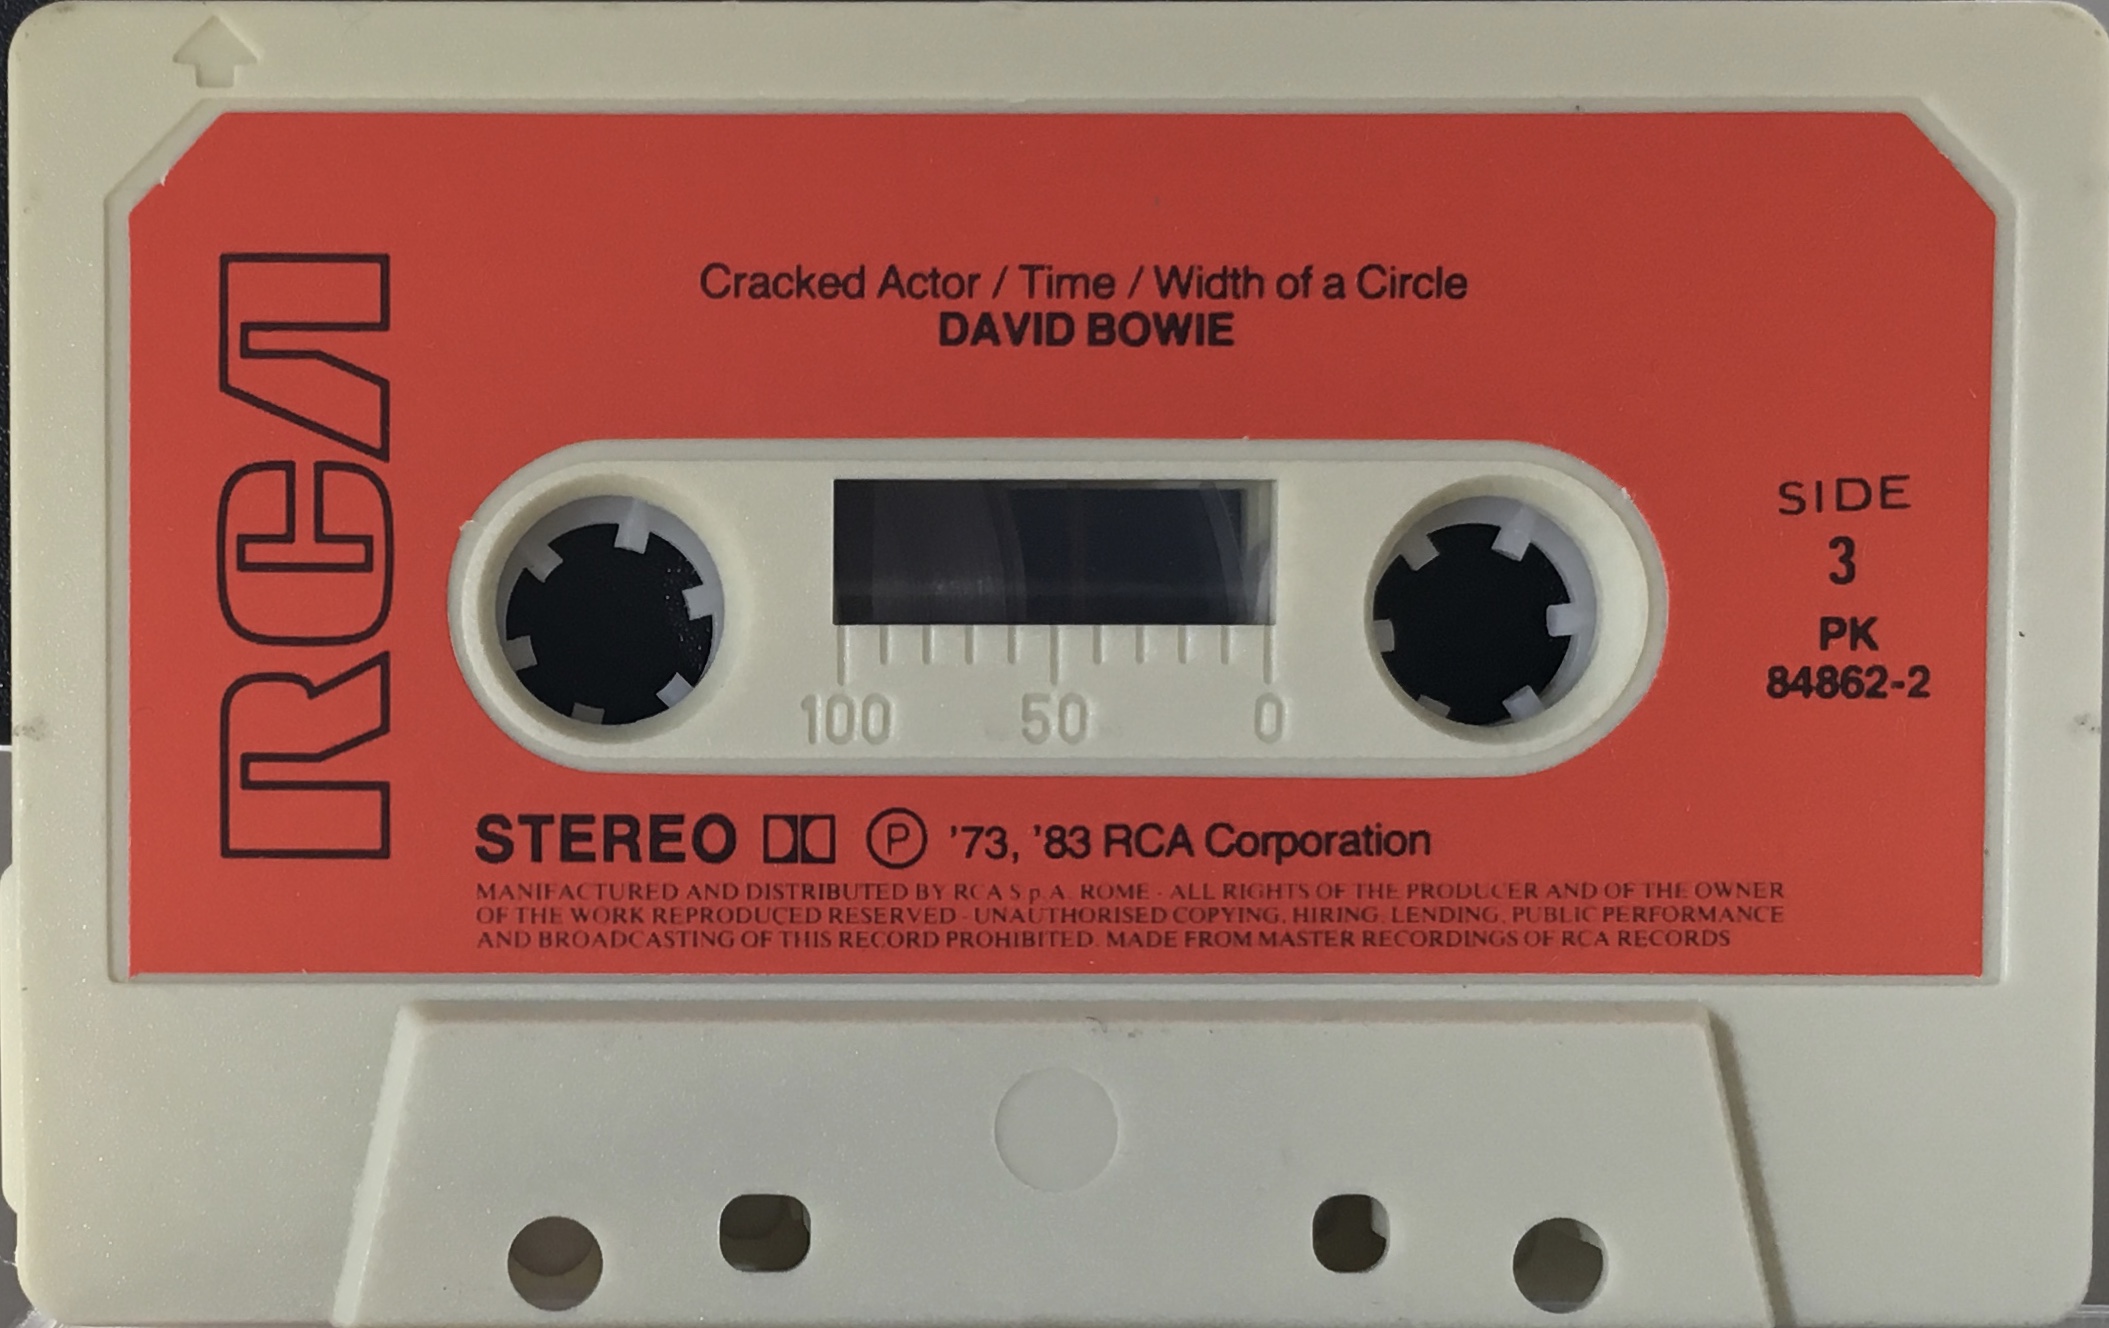 RCA
Cracked Actor / Time / Width of a Circle
DAVID BOWIE
SIDE
3
PK
84862-2
100 50 0
STEREO Ⓟ '73, '83 RCA Corporation
MANIFACTURED AND DISTRIBUTED BY RCA S.p.A. ROME - ALL RIGHTS OF THE PRODUCER AND OF THE OWNER
OF THE WORK REPRODUCED RESERVED - UNAUTHORISED COPYING, HIRING, LENDING, PUBLIC PERFORMANCE
AND BROADCASTING OF THIS RECORD PROHIBITED. MADE FROM MASTER RECORDINGS OF RCA RECORDS